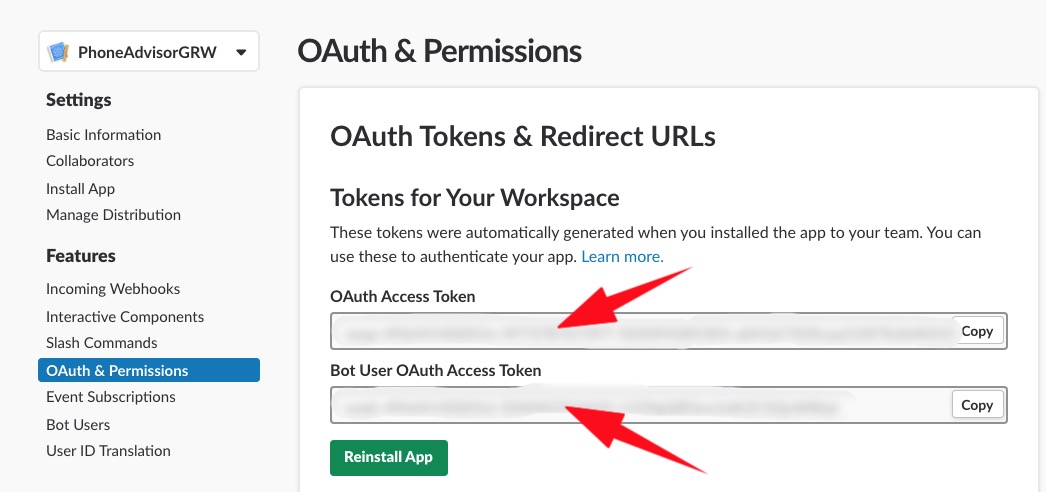 PhoneAdvisorGRW
Settings
Basic Information
Collaborators
Install App
Manage Distribution
Features
Incoming Webhooks
Interactive Components
Slash Commands
OAuth & Permissions
Event Subscriptions
Bot Users
User ID Translation
OAuth & Permissions
OAuth Tokens & Redirect URLs
Tokens for Your Workspace
These tokens were automatically generated when you installed the app to your team. You can
use these to authenticate your app. Learn more.
OAuth Access Token
Copy
Bot User OAuth Access Token
Copy
Reinstall App